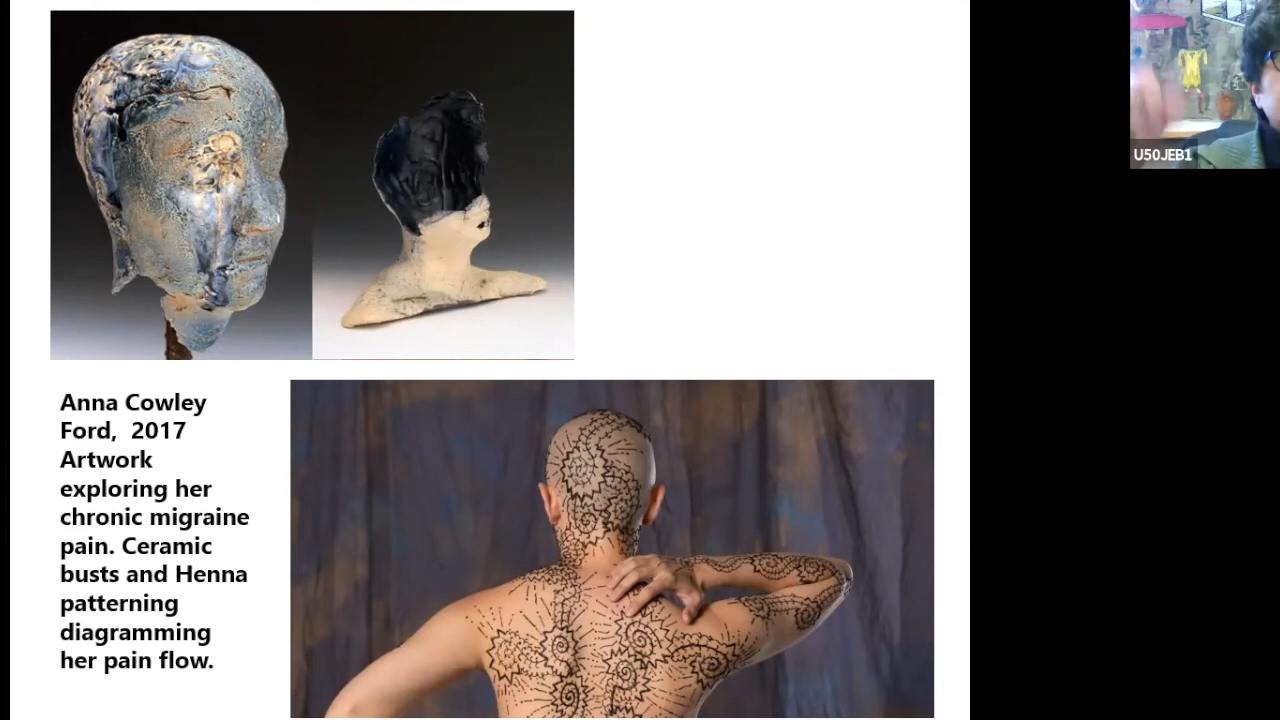 Anna Cowley
Ford, 2017
Artwork
exploring her
chronic migraine
pain. Ceramic
busts and Henna
patterning
diagramming
her pain flow.
U50JEB1